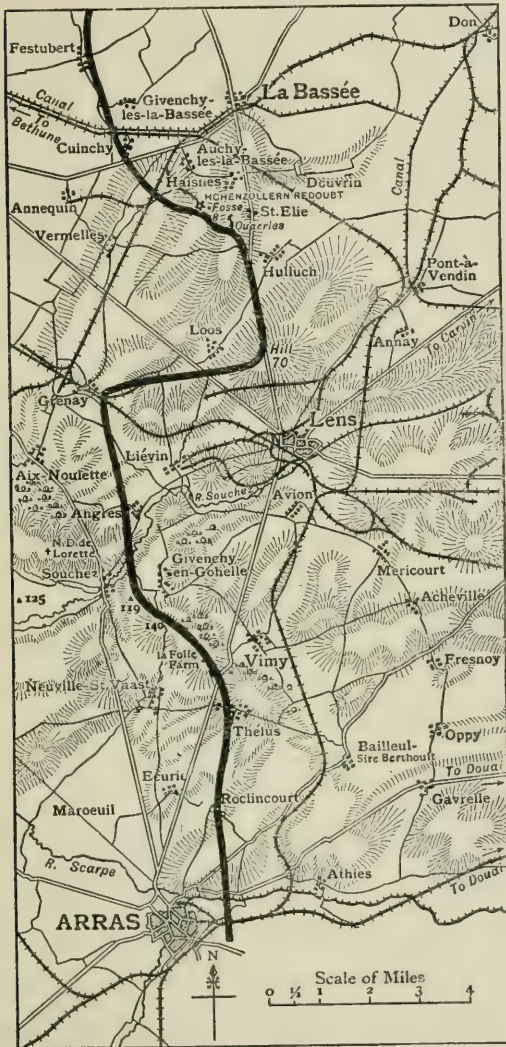 Don
Festubert
La Bassée
Canal
Givenchy-
les-la-Bassée
To
Bethune
Cuinchy
Auchy-
les-la-Bassée
Haisnes
Douvrin
Canal
HOHENZOLLERN REDOUBT
Annequin
Fosse
8
St. Elie
Quarries
Vermelles
Hulluch
Pont-à-
Vendin
Loos
Annay
To Carvin
Hill
70
Grenay
Lens
Liévin
R. Souchez
Aix-Noulette
Avion
Angres
N.D. de
Lorette
Givenchy
en-Gohelle
Méricourt
Souchez
125
119
Acheville
140
la Folie
Farm
Vimy
Fresnoy
Neuville-St. Vaast
Thélus
Oppy
Bailleul-
Sire Berthoult
To Douai
Ecurie
Gavrelle
Roclincourt
Maroeuil
R. Scarpe
Athies
To Douai
ARRAS
N
Scale of Miles
0 ½ 1 2 3 4